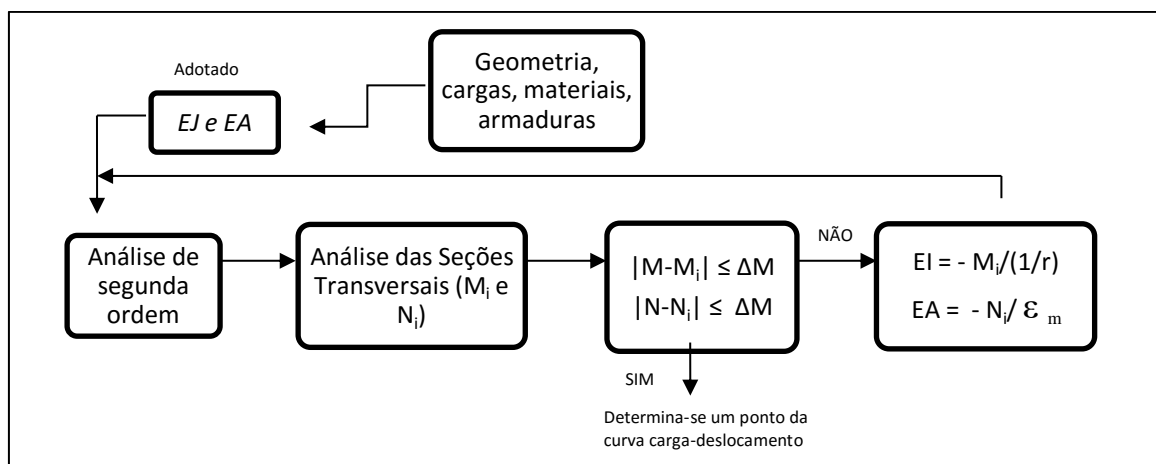 Geometria,
cargas, materiais,
armaduras
Adotado
EJ e EA
Análise de
segunda
ordem
Análise das Seções
Transversais (Mi e
Ni)
|M-Mi| ≤ ΔM
|N-Ni| ≤ ΔM
NÃO
EI = - Mi/(1/r)
EA = - Ni/ ε m
SIM
Determina-se um ponto da
curva carga-deslocamento